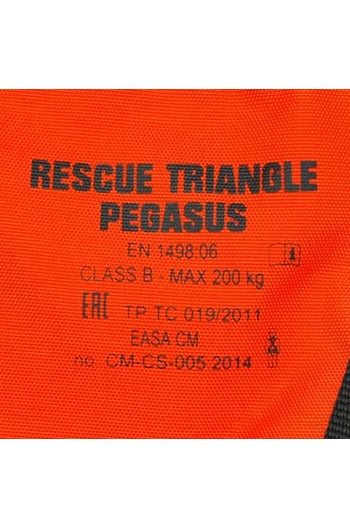 RESCUE TRIANGLE
PEGASUS
EN 1498:06
CLASS B - MAX 200 kg
EAC TP TC 019/2011
EASA CM
no CM-CS-005 2014